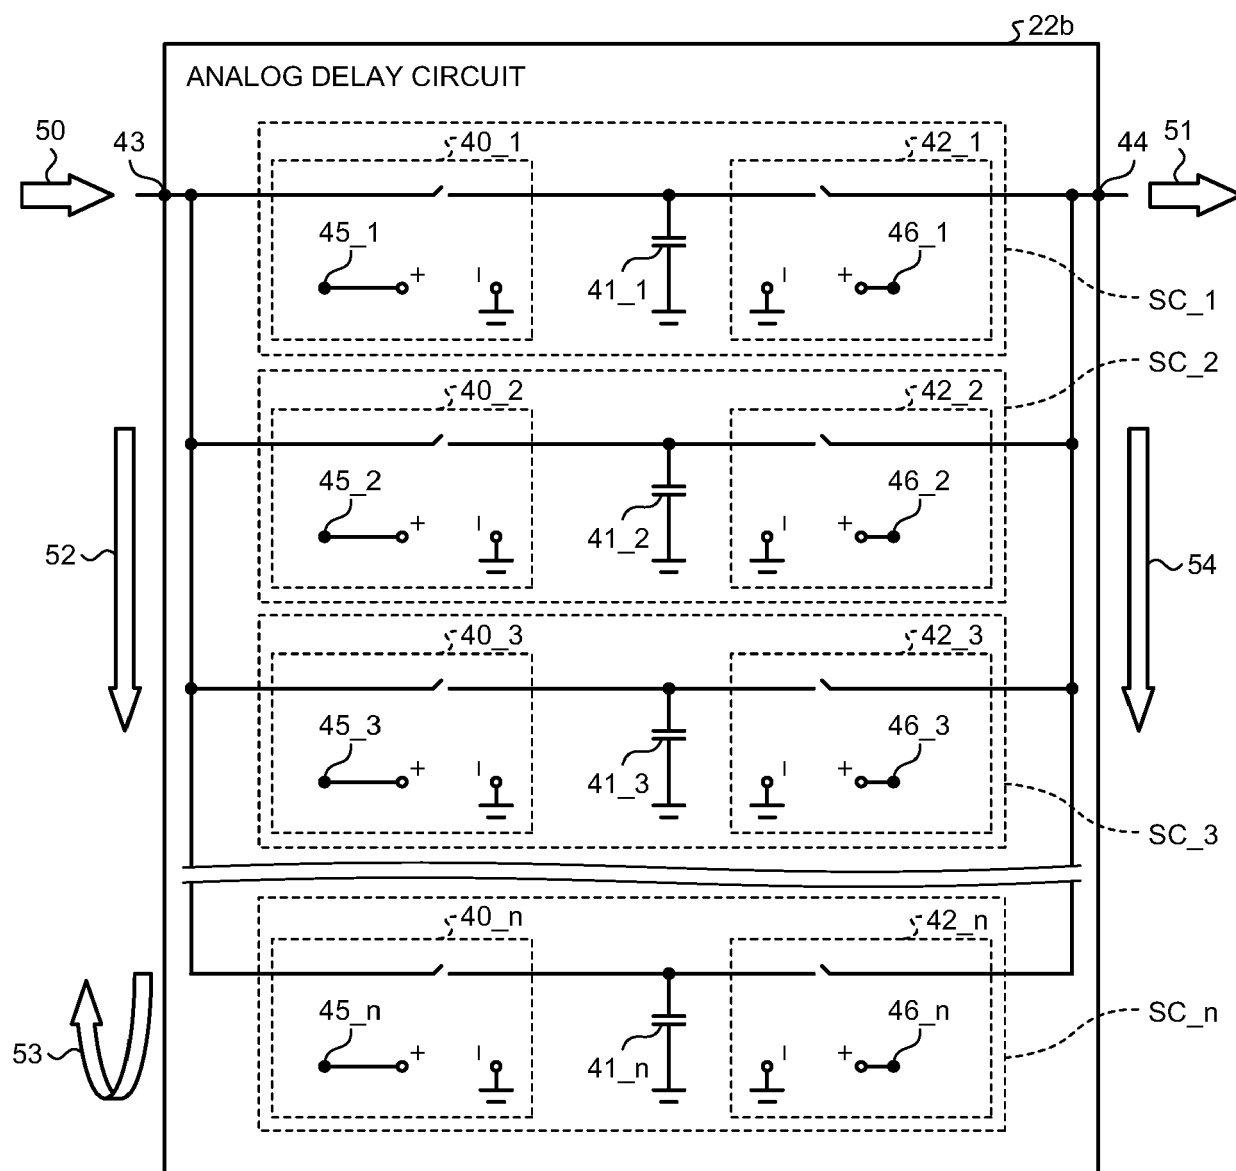 22b
ANALOG DELAY CIRCUIT
50
43
40_1
42_1
44
51
45_1
+
I
41_1
I
+
46_1
SC_1
SC_2
40_2
42_2
45_2
+
I
41_2
I
+
46_2
52
54
40_3
42_3
45_3
+
I
41_3
I
+
46_3
SC_3
40_n
42_n
45_n
+
I
41_n
I
+
46_n
SC_n
53